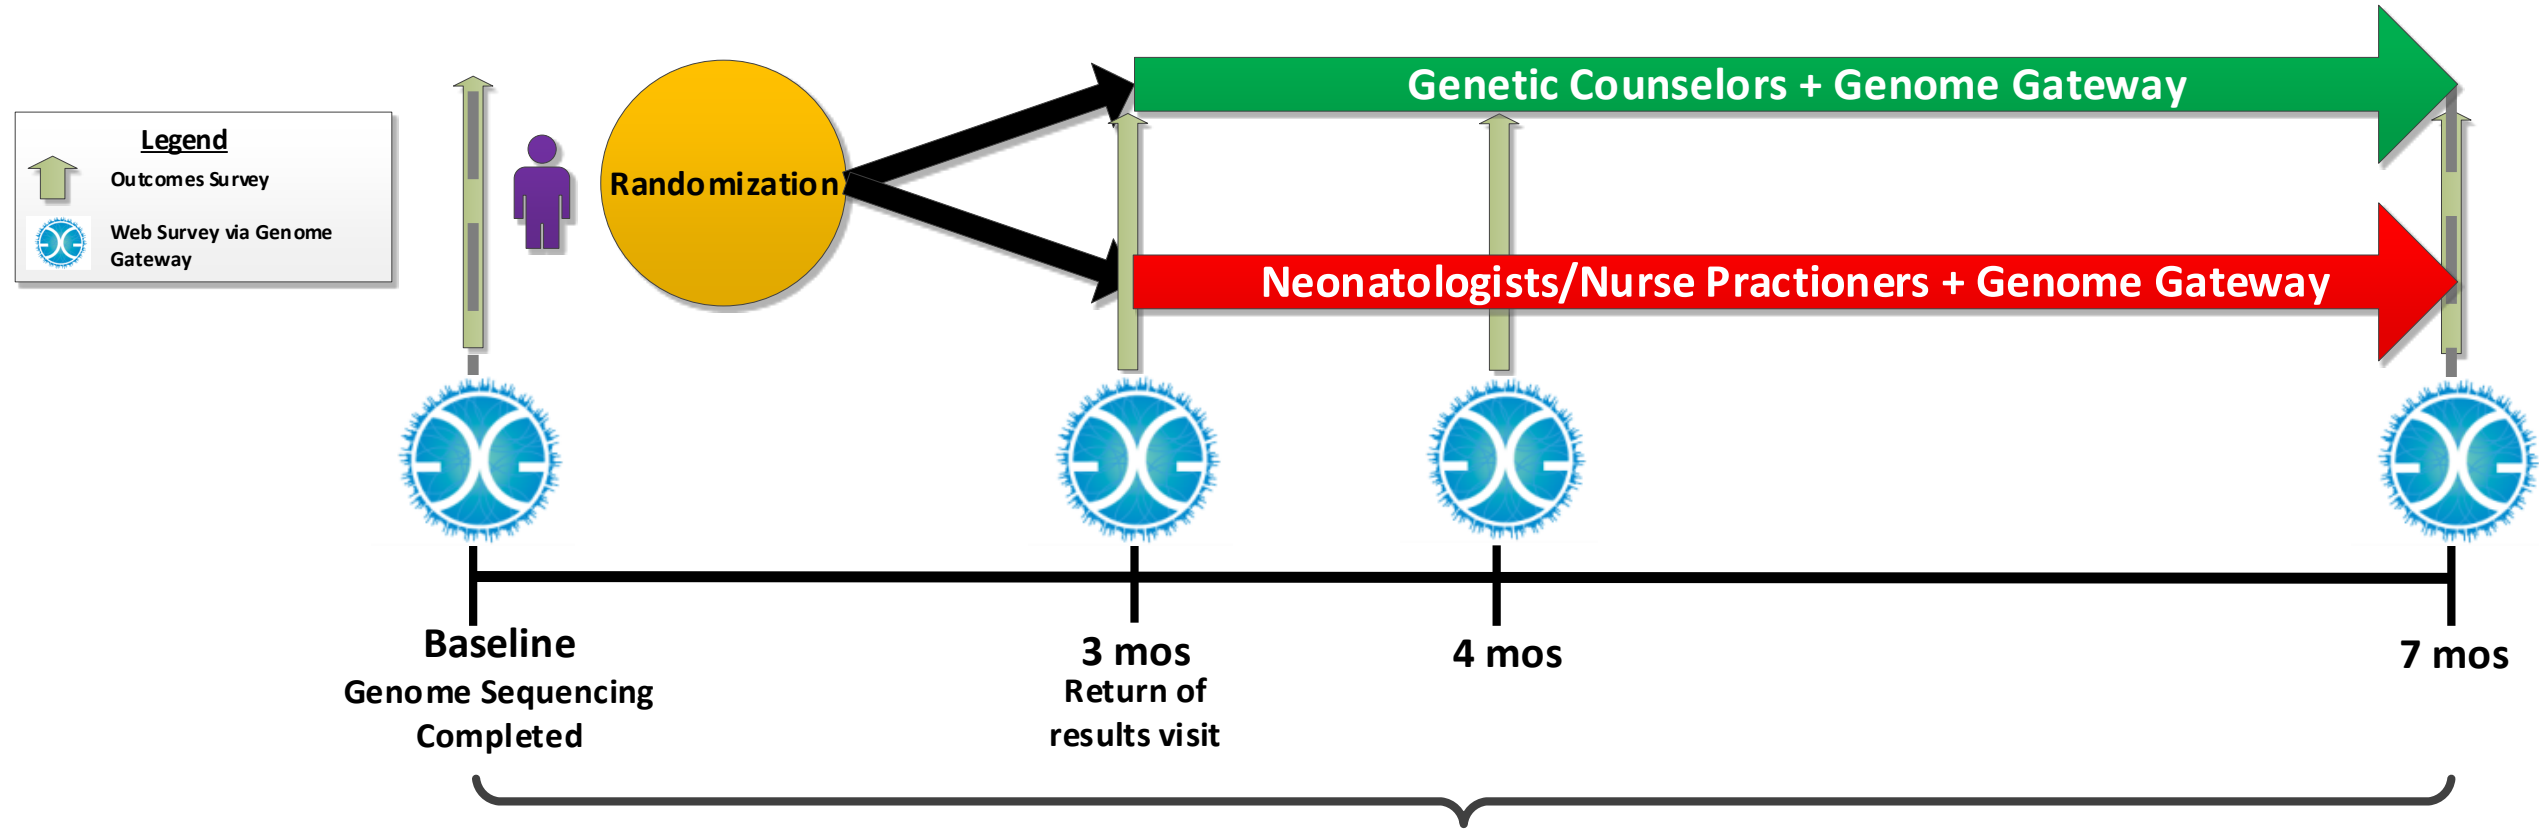 Legend
Outcomes Survey
Web Survey via Genome
Gateway
Randomization
Genetic Counselors + Genome Gateway
Neonatologists/Nurse Practioners + Genome Gateway
Baseline
Genome Sequencing
Completed
3 mos
Return of
results visit
4 mos
7 mos